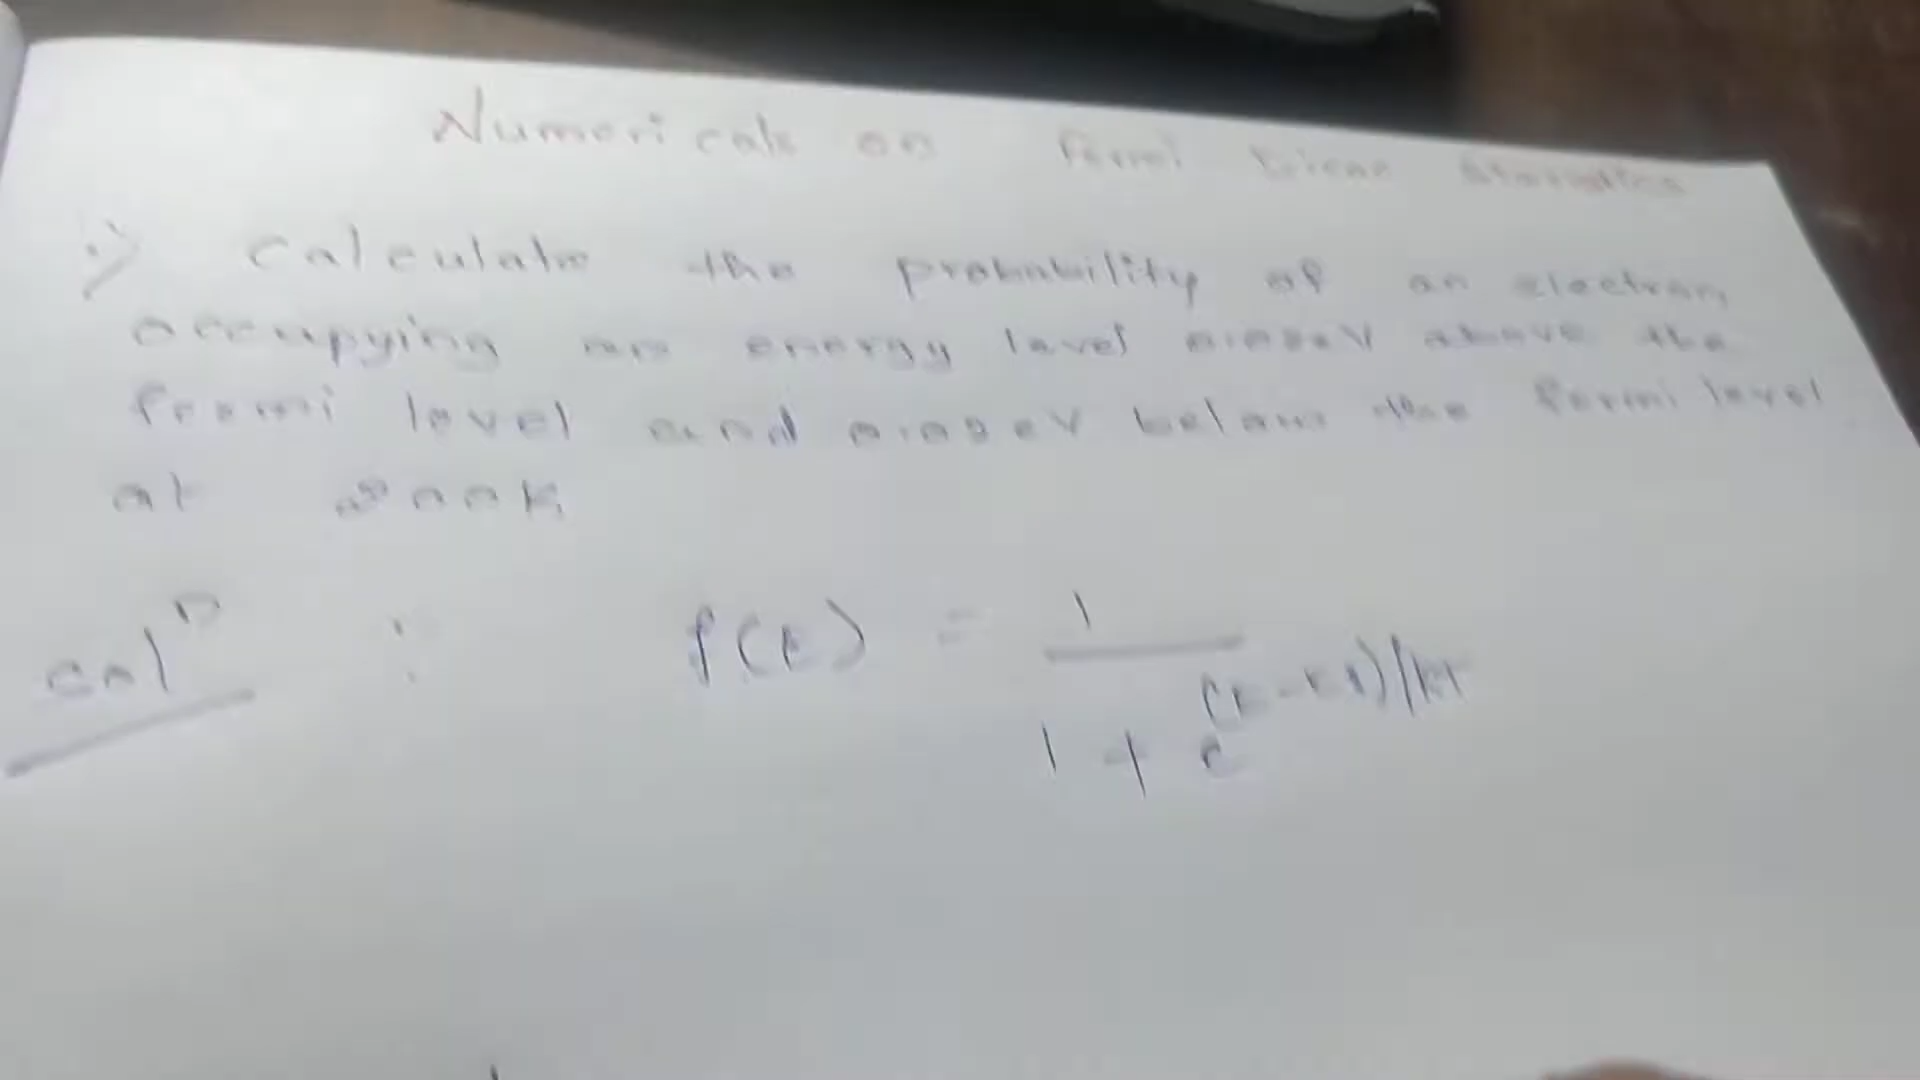 Numericals on fermi Dirac statistics
1) calculate the probability of an electron
occupying an energy level 0.02eV above the
fermi level and 0.02eV below the fermi level
at 200K
Sol^n : f(E) = 1 / 1 + e^(E-Ef)/kT